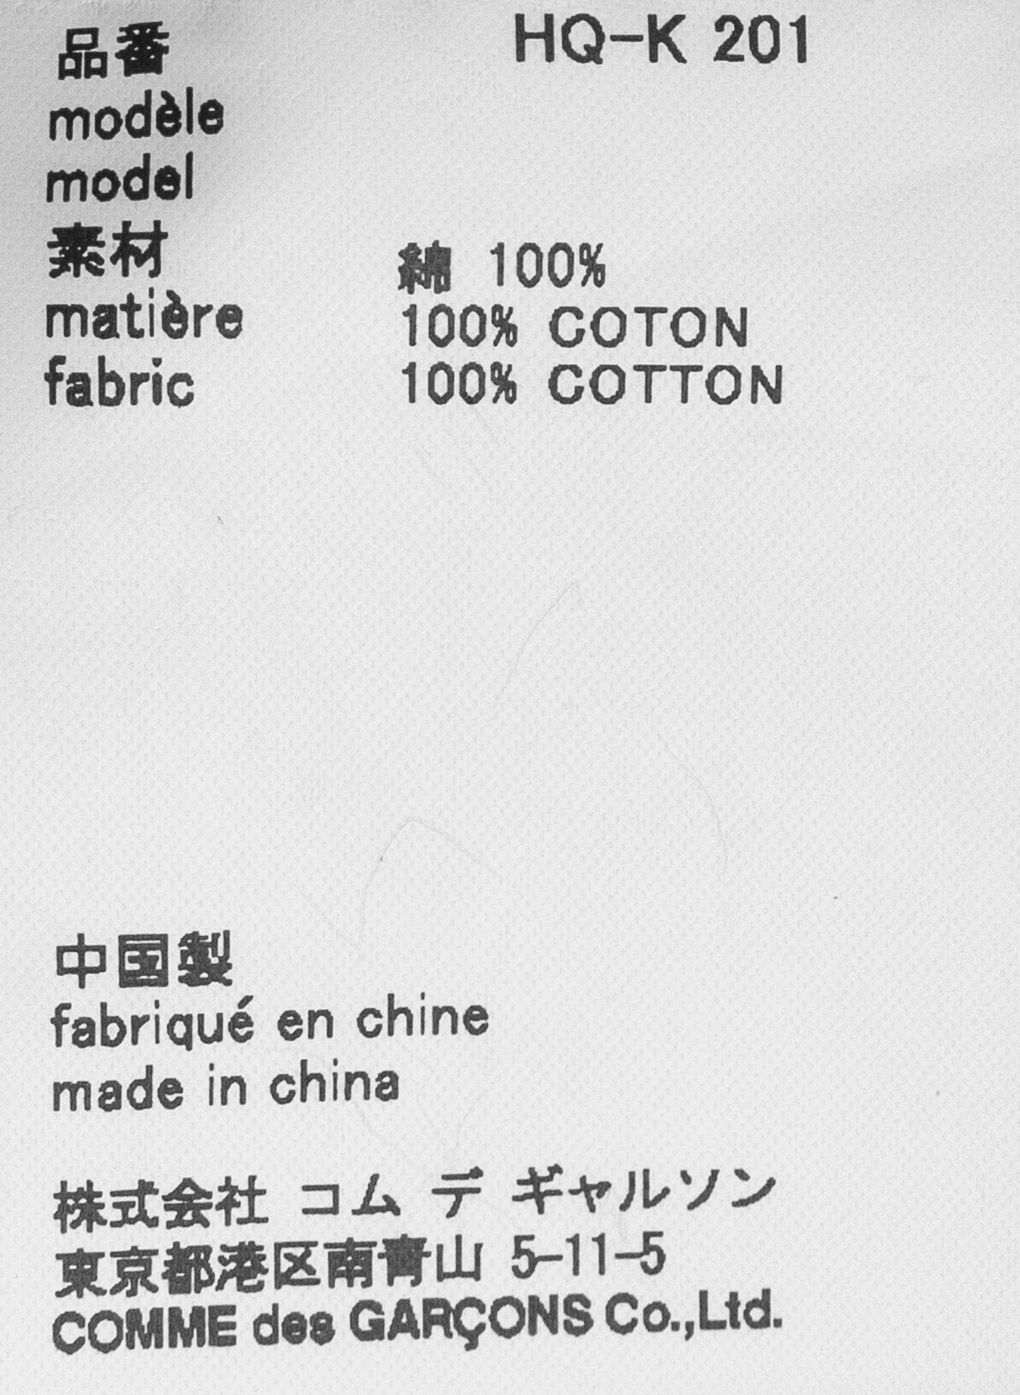 品番 HQ-K 201
modèle
model
素材 綿 100%
matière 100% COTON
fabric 100% COTTON
中国製
fabriqué en chine
made in china
株式会社 コム デ ギャルソン
東京都港区南青山 5-11-5
COMME des GARÇONS Co.,Ltd.